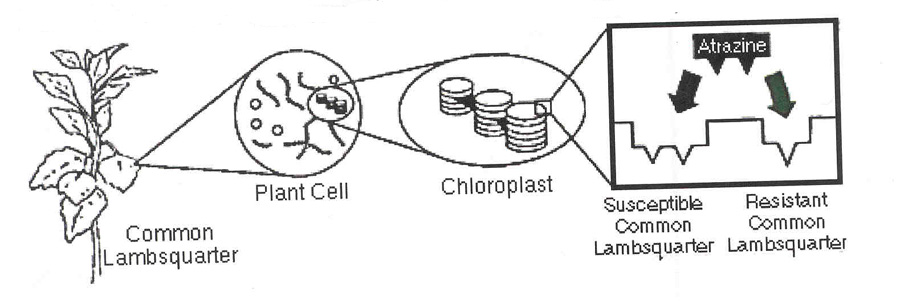 Atrazine
Plant Cell
Chloroplast
Common
Lambsquarter
Susceptible
Common
Lambsquarter
Resistant
Common
Lambsquarter